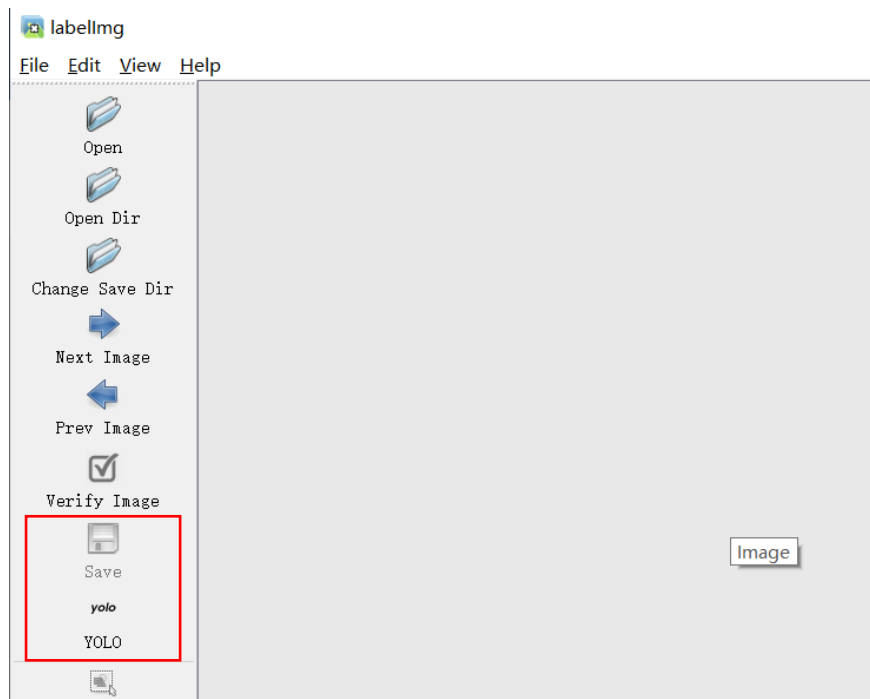 labelImg
File Edit View Help
Open
Open Dir
Change Save Dir
Next Image
Prev Image
Verify Image
Save
yolo
YOLO
Image